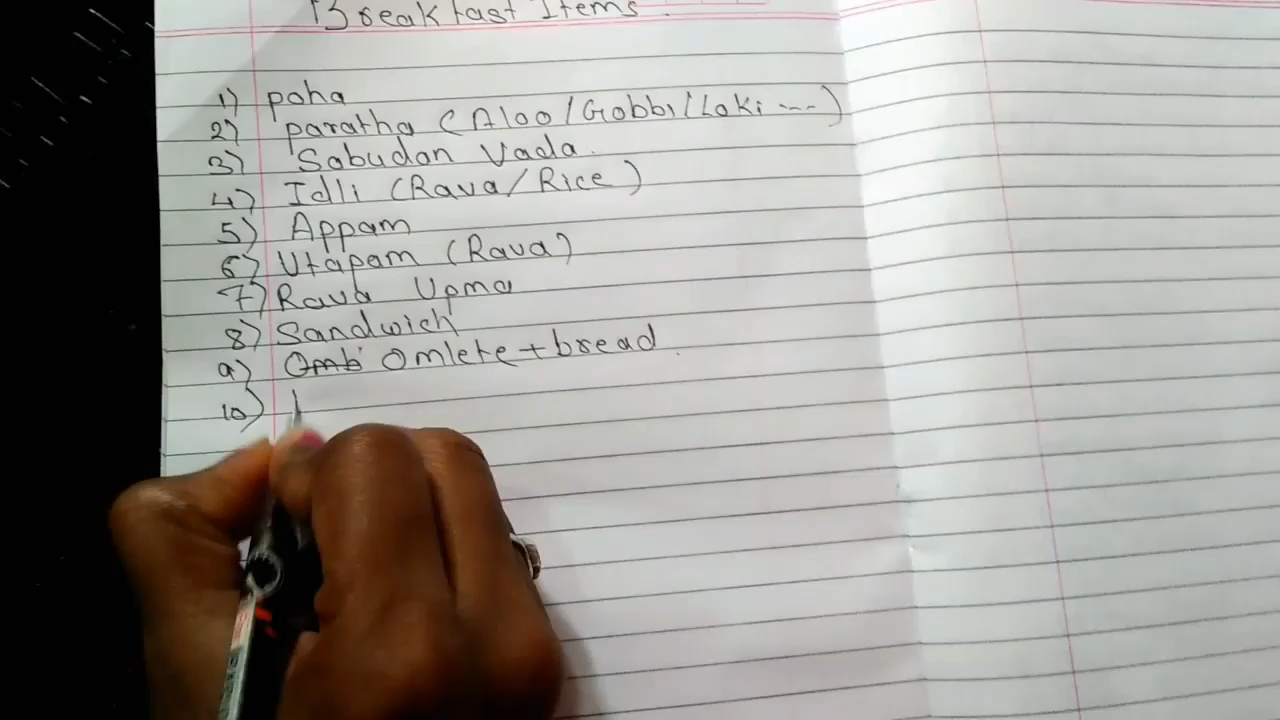 Breakfast Items.
1) poha
2) paratha (Aloo/Gobbi/Loki ---)
3) Sabudan Vada.
4) Idli (Rava/Rice)
5) Appam
6) Utapam (Rava)
7) Rava Upma
8) Sandwich
9) Omb Omlete + bread.
10)